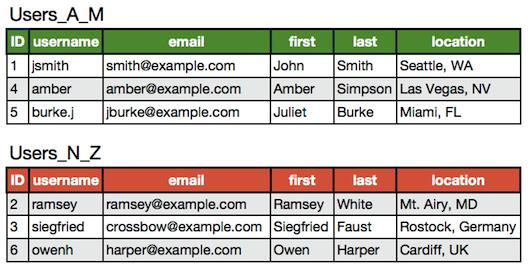 Users_A_M
ID username email first last location
1 jsmith smith@example.com John Smith Seattle, WA
4 amber amber@example.com Amber Simpson Las Vegas, NV
5 burke.j jburke@example.com Juliet Burke Miami, FL
Users_N_Z
ID username email first last location
2 ramsey ramsey@example.com Ramsey White Mt. Airy, MD
3 siegfried crossbow@example.com Siegfried Faust Rostock, Germany
6 owenh harper@example.com Owen Harper Cardiff, UK